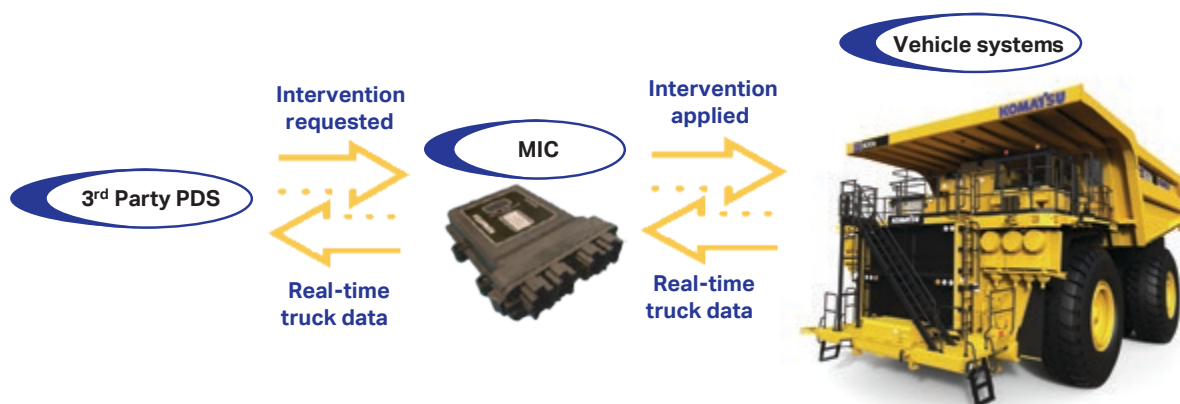 Vehicle systems
Intervention
requested
Intervention
applied
KOMATSU
MIC
3rd Party PDS
Real-time
truck data
Real-time
truck data